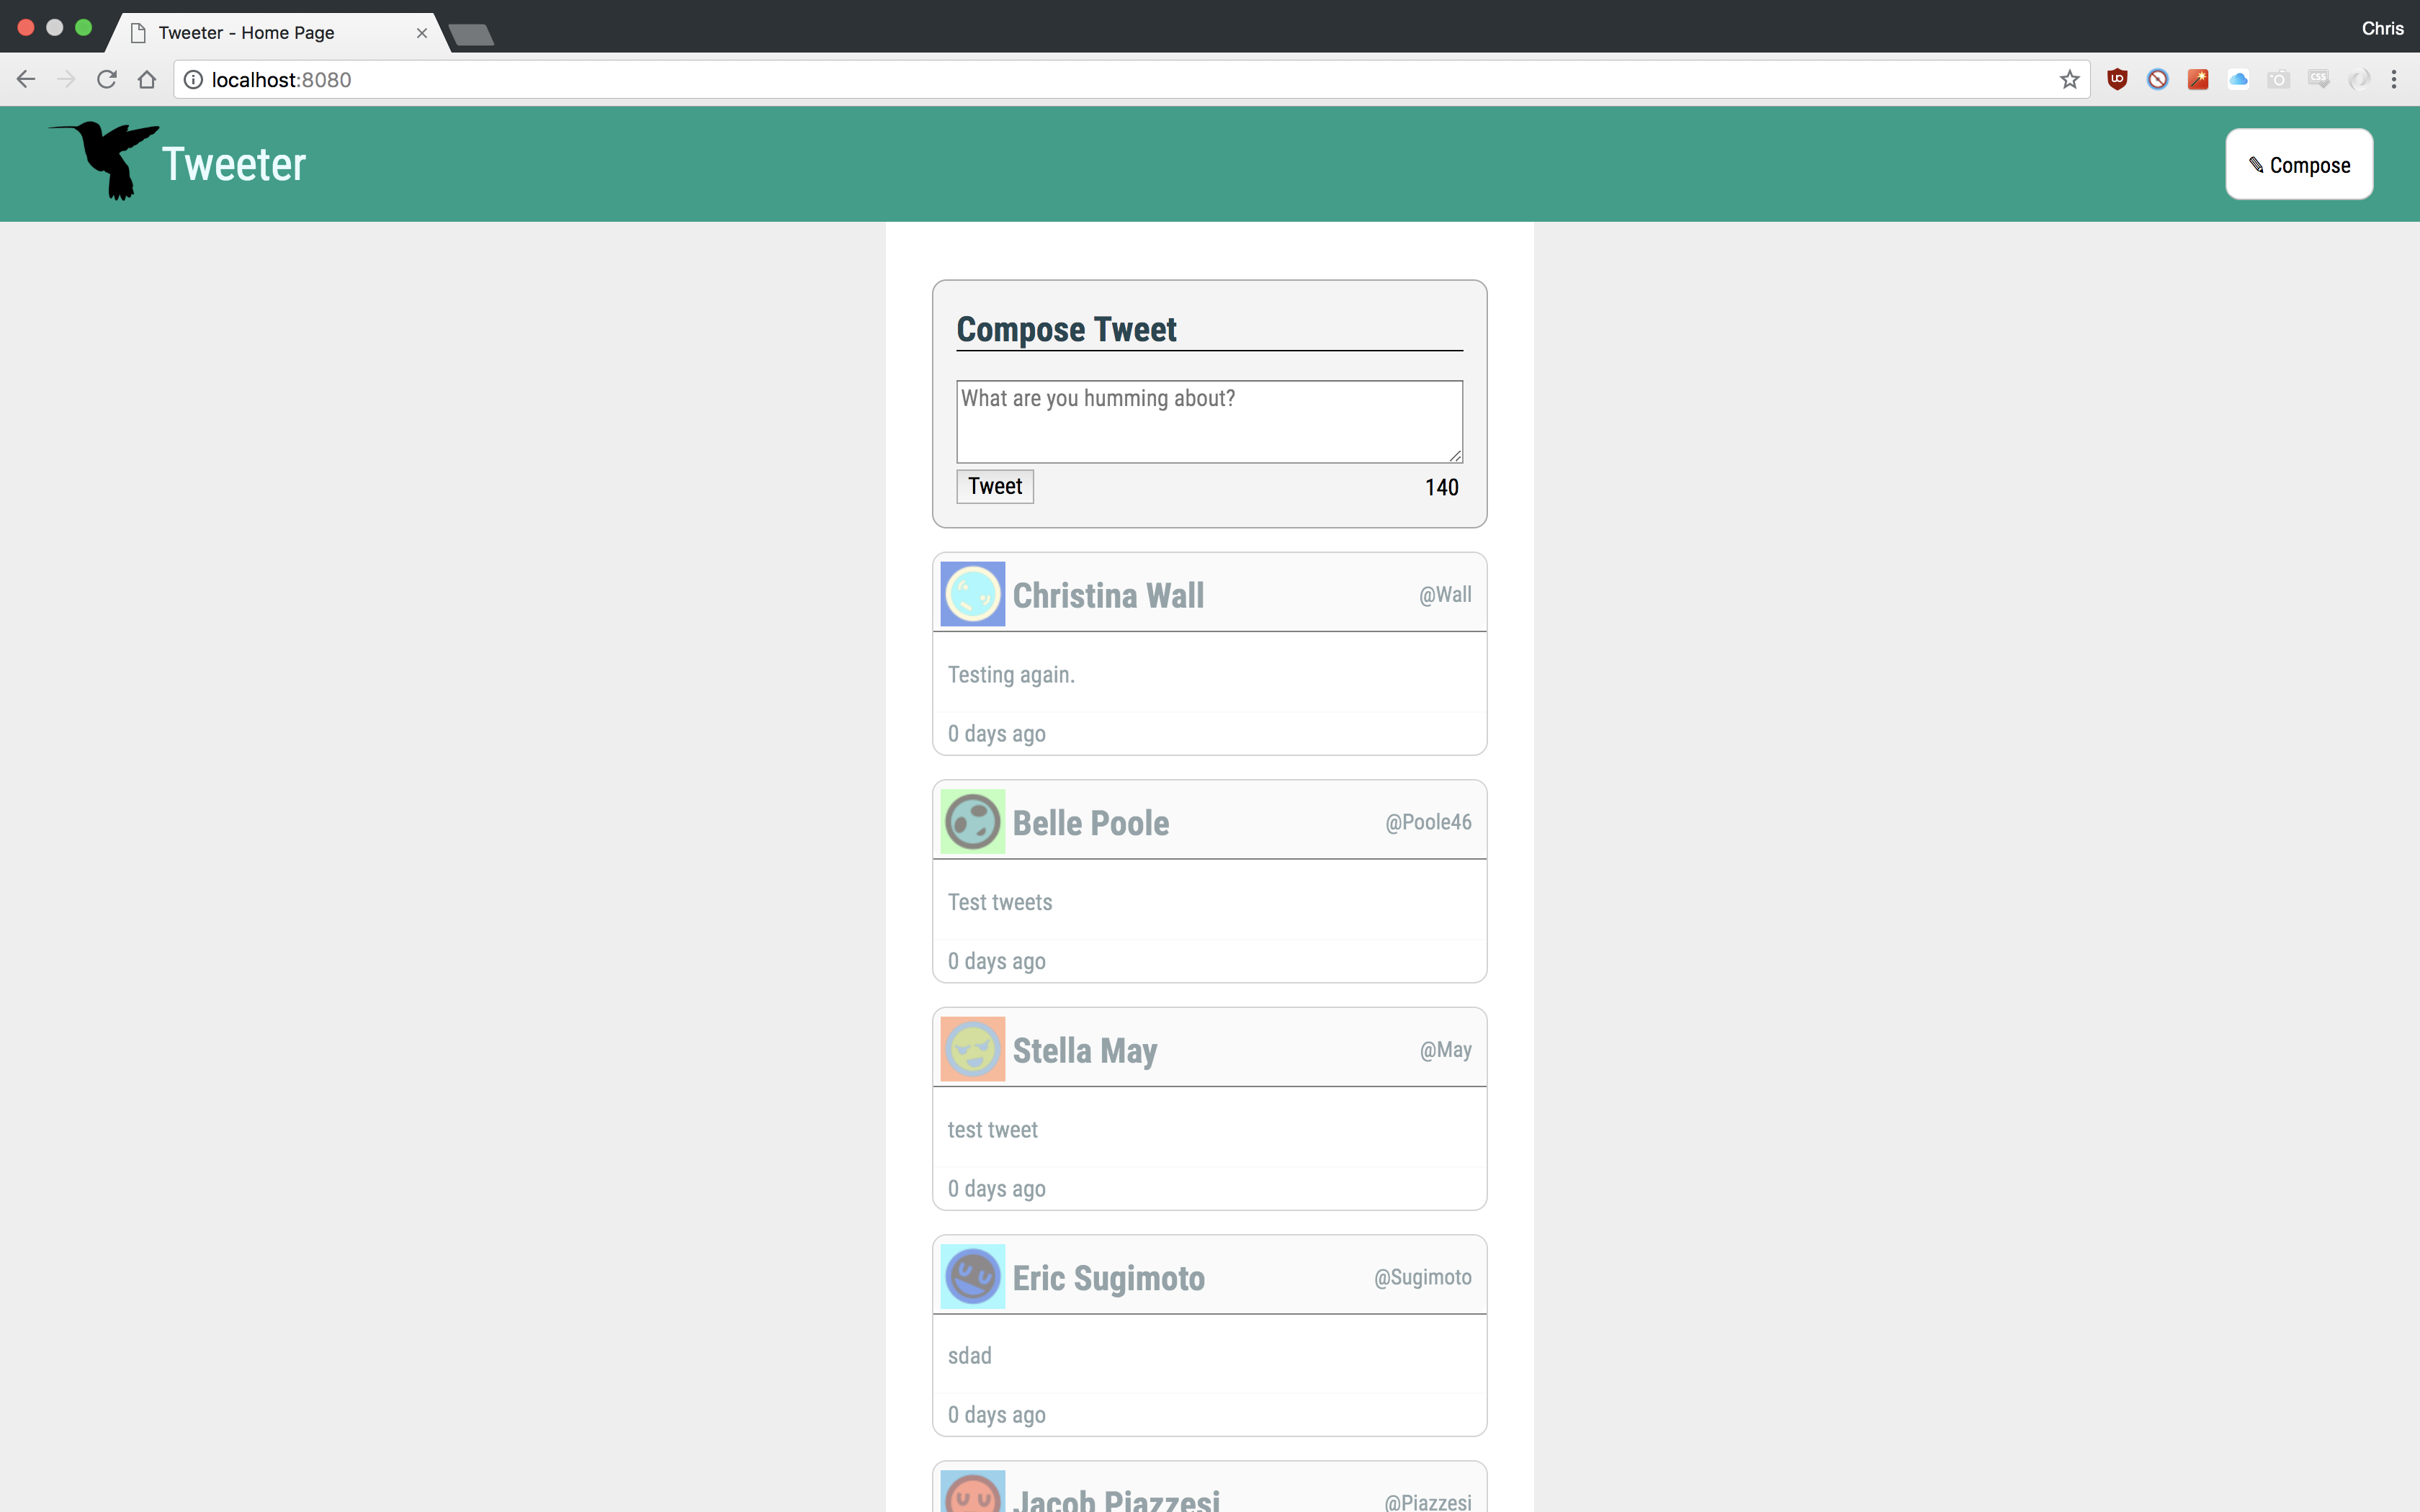 Tweeter - Home Page
Chris
localhost:8080
Tweeter
✎ Compose
Compose Tweet
What are you humming about?
Tweet 140
Christina Wall @Wall
Testing again.
0 days ago
Belle Poole @Poole46
Test tweets
0 days ago
Stella May @May
test tweet
0 days ago
Eric Sugimoto @Sugimoto
sdad
0 days ago
Jacob Piazzesi @Piazzesi